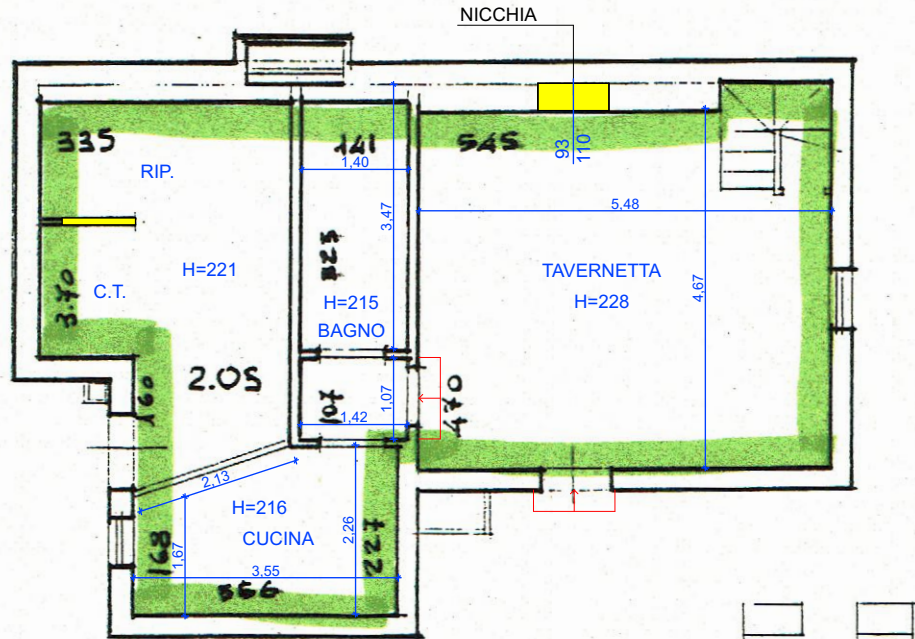 NICCHIA
335
141
545
93
110
1,40
RIP.
3,47
5,48
H=221
323
TAVERNETTA
C.T.
H=215
H=228
4,67
3.70
BAGNO
2.05
160
107
1,07
470
1,42
2,13
H=216
CUCINA
2,26
227
168
1,67
3,55
356